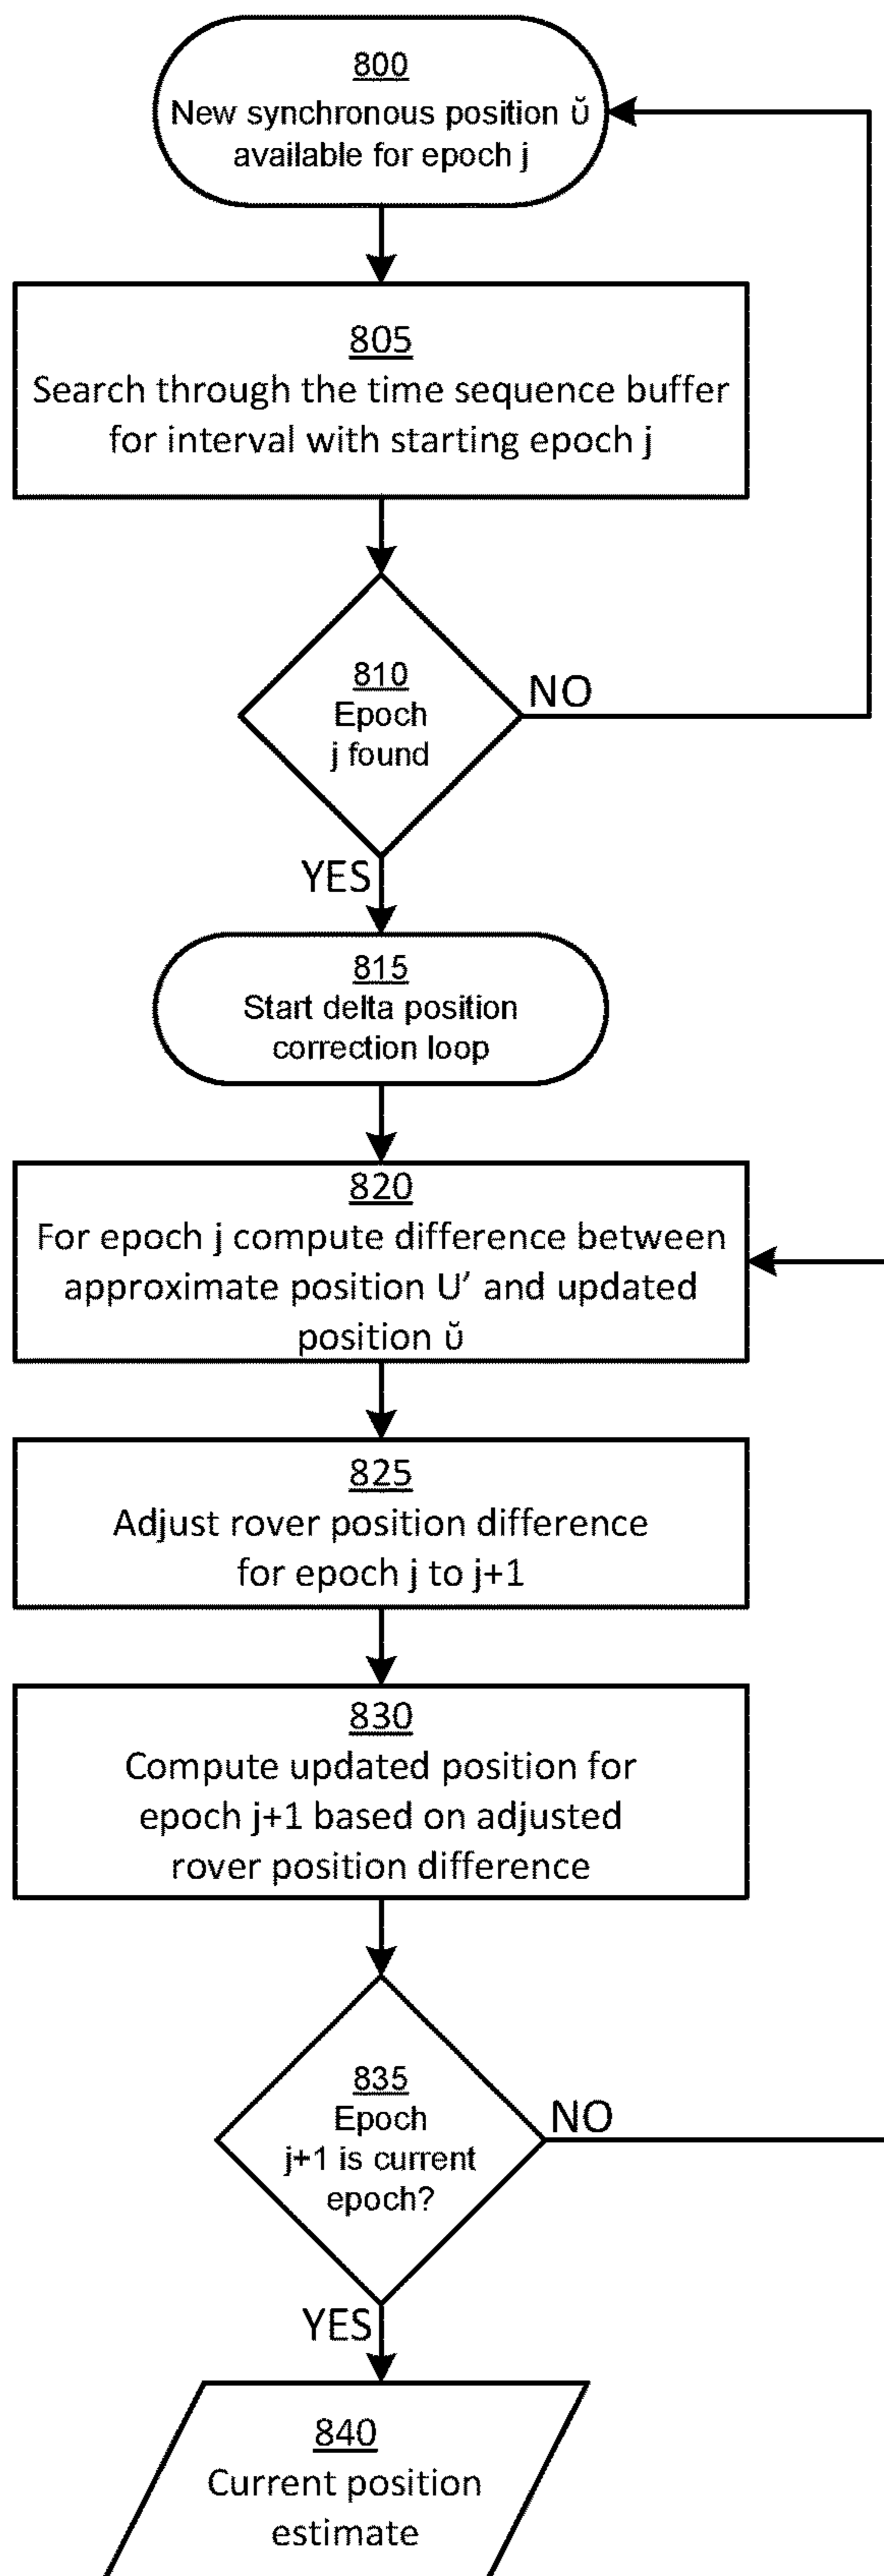 800
New synchronous position ŭ
available for epoch j
805
Search through the time sequence buffer
for interval with starting epoch j
810
Epoch
j found
NO
YES
815
Start delta position
correction loop
820
For epoch j compute difference between
approximate position U’ and updated
position ŭ
825
Adjust rover position difference
for epoch j to j+1
830
Compute updated position for
epoch j+1 based on adjusted
rover position difference
835
Epoch
j+1 is current
epoch?
NO
YES
840
Current position
estimate